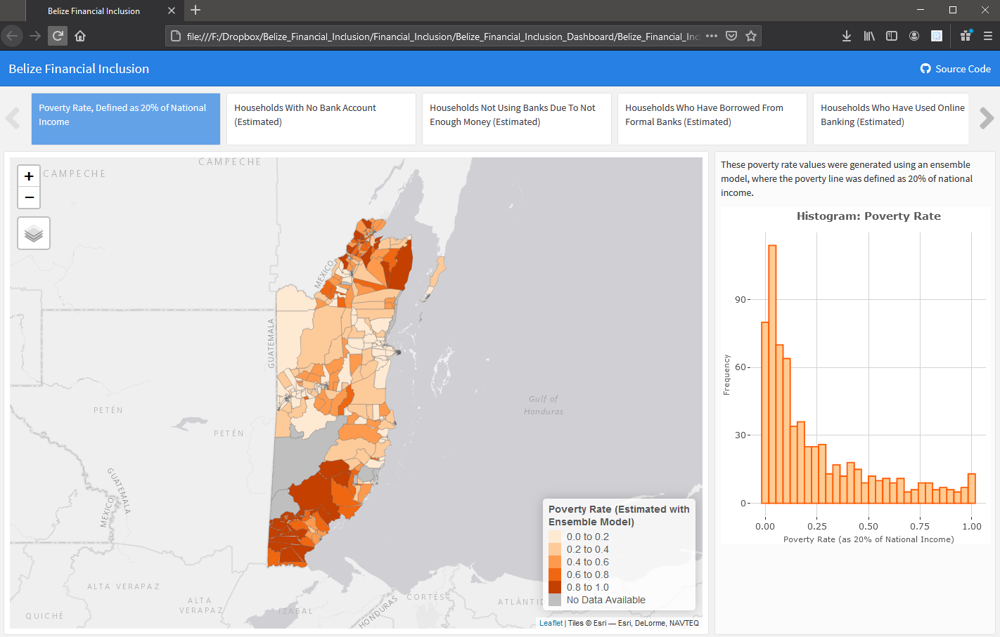 Belize Financial Inclusion
file:///F:/Dropbox/Belize_Financial_Inclusion/Financial_Inclusion/Belize_Financial_Inclusion_Dashboard/Belize_Financial_Inc
Belize Financial Inclusion
Source Code
Poverty Rate, Defined as 20% of National
Income
Households With No Bank Account
(Estimated)
Households Not Using Banks Due To Not
Enough Money (Estimated)
Households Who Have Borrowed From
Formal Banks (Estimated)
Households Who Have Used Online
Banking (Estimated)
+
−
CAMPECHE
CAMPECHE
MEXICO
GUATEMALA
PETÉN
PETÉN
Gulf of
Honduras
GUATEMALA
MEXICO
ALTA VERAPAZ
ALTA
VERAPAZ
QUICHÉ
IZABAL
HONDURAS
CORTÉS
ATLÁNTID
Poverty Rate (Estimated with
Ensemble Model)
0.0 to 0.2
0.2 to 0.4
0.4 to 0.6
0.6 to 0.8
0.8 to 1.0
No Data Available
Leaflet | Tiles © Esri — Esri, DeLorme, NAVTEQ
These poverty rate values were generated using an ensemble
model, where the poverty line was defined as 20% of national
income.
Histogram: Poverty Rate
90
60
30
0
Frequency
0.00 0.25 0.50 0.75 1.00
Poverty Rate (as 20% of National Income)